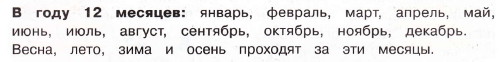 В году 12 месяцев: январь, февраль, март, апрель, май,
июнь, июль, август, сентябрь, октябрь, ноябрь, декабрь.
Весна, лето, зима и осень проходят за эти месяцы.